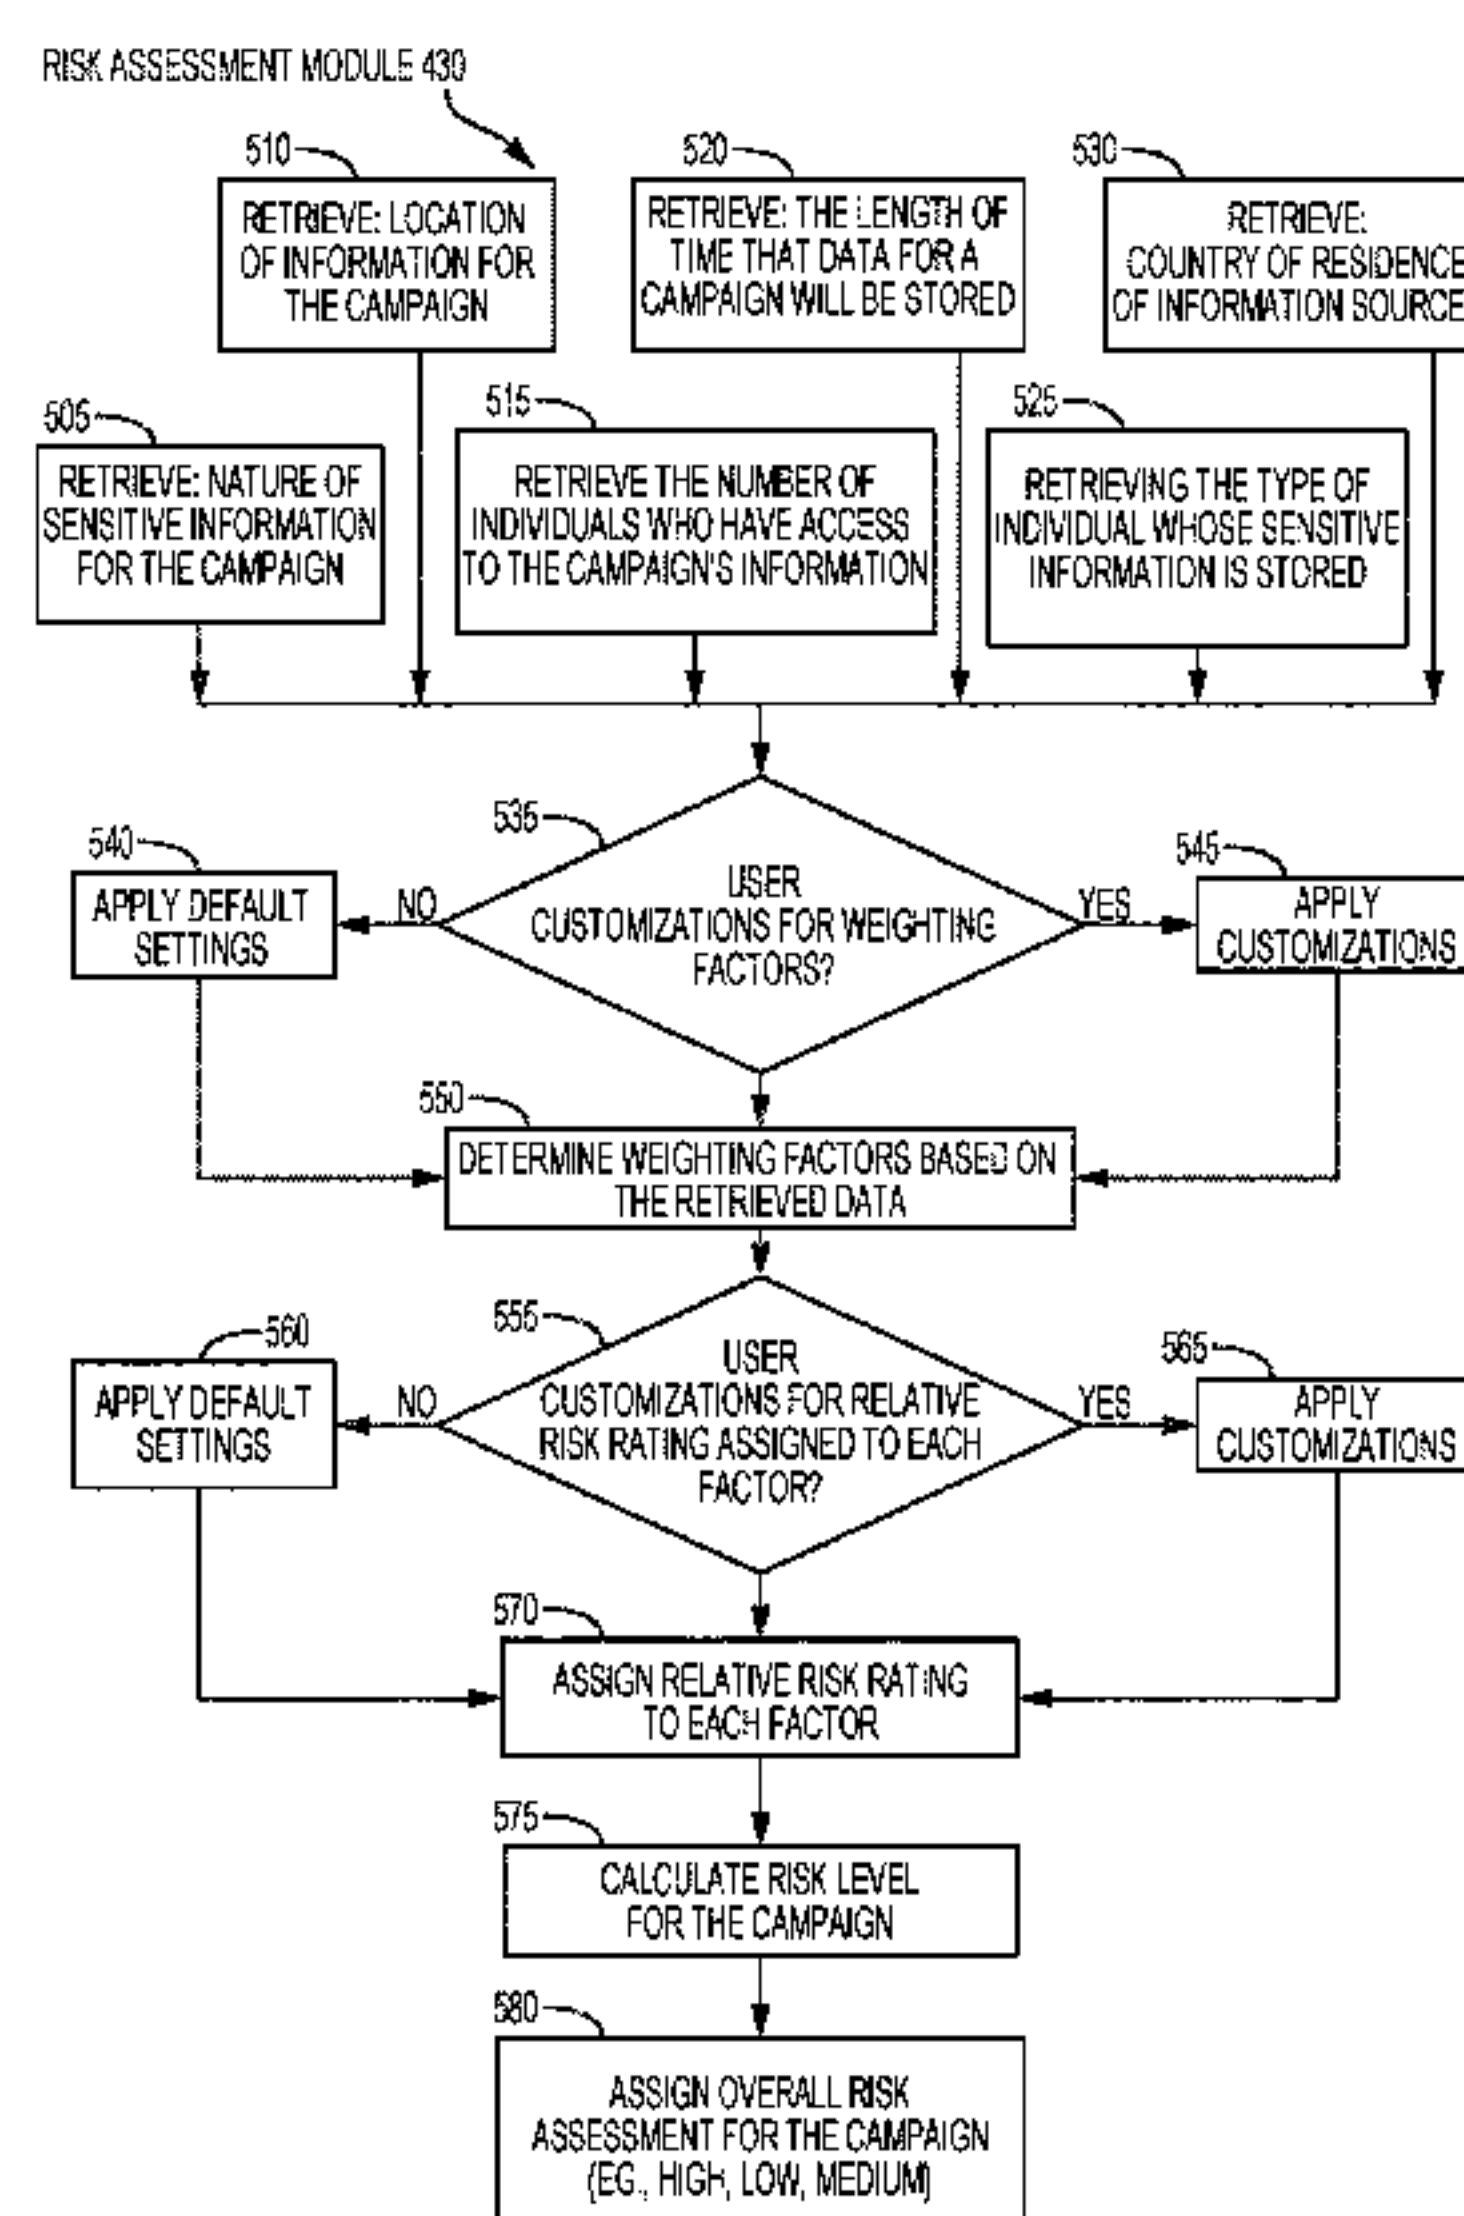 RISK ASSESSMENT MODULE 430
510
RETRIEVE: LOCATION
OF INFORMATION FOR
THE CAMPAIGN
520
RETRIEVE: THE LENGTH OF
TIME THAT DATA FOR A
CAMPAIGN WILL BE STORED
530
RETRIEVE:
COUNTRY OF RESIDENCE
OF INFORMATION SOURCE
505
RETRIEVE: NATURE OF
SENSITIVE INFORMATION
FOR THE CAMPAIGN
515
RETRIEVE THE NUMBER OF
INDIVIDUALS WHO HAVE ACCESS
TO THE CAMPAIGN'S INFORMATION
525
RETRIEVING THE TYPE OF
INDIVIDUAL WHOSE SENSITIVE
INFORMATION IS STORED
535
USER
CUSTOMIZATIONS FOR WEIGHTING
FACTORS?
540
NO
APPLY DEFAULT
SETTINGS
545
YES
APPLY
CUSTOMIZATIONS
550
DETERMINE WEIGHTING FACTORS BASED ON
THE RETRIEVED DATA
555
USER
CUSTOMIZATIONS FOR RELATIVE
RISK RATING ASSIGNED TO EACH
FACTOR?
560
NO
APPLY DEFAULT
SETTINGS
565
YES
APPLY
CUSTOMIZATIONS
570
ASSIGN RELATIVE RISK RATING
TO EACH FACTOR
575
CALCULATE RISK LEVEL
FOR THE CAMPAIGN
580
ASSIGN OVERALL RISK
ASSESSMENT FOR THE CAMPAIGN
(EG., HIGH, LOW, MEDIUM)